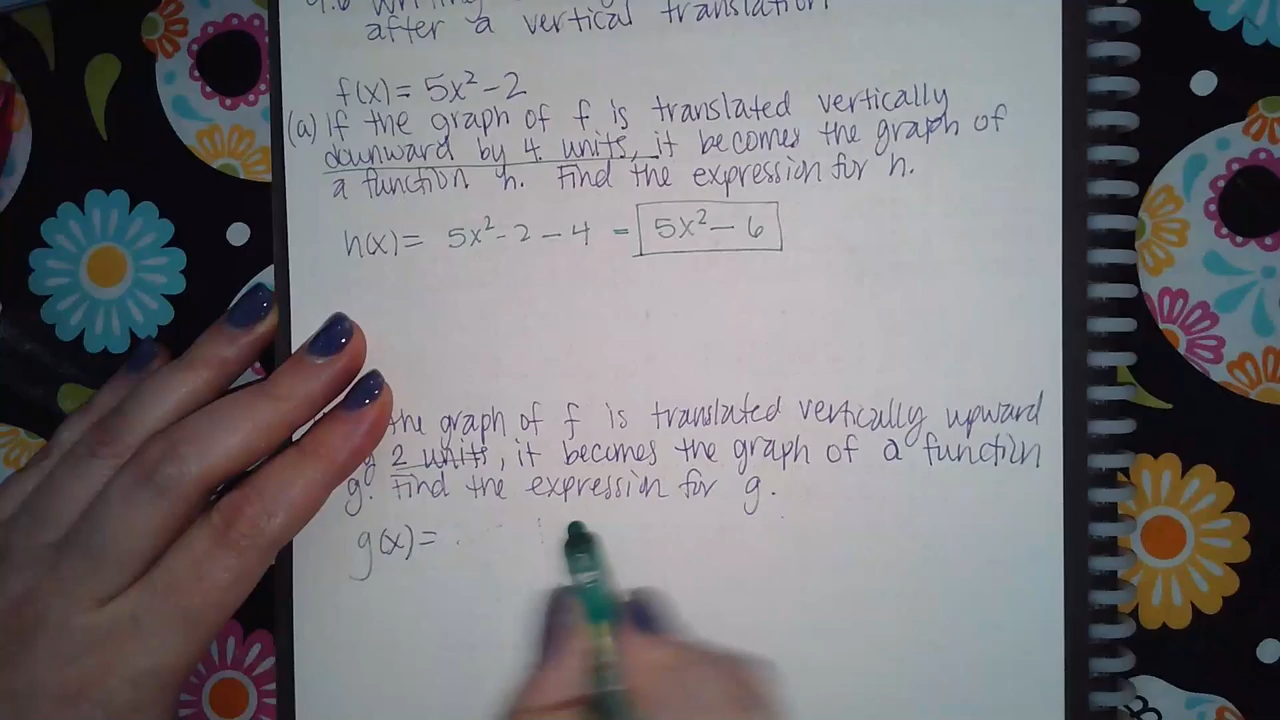 after a vertical translation
f(x) = 5x² - 2
(a) If the graph of f is translated vertically
downward by 4 units, it becomes the graph of
a function h. Find the expression for h.
h(x) = 5x² - 2 - 4 = 5x² - 6
the graph of f is translated vertically upward
2 units, it becomes the graph of a function
g. Find the expression for g.
g(x) =